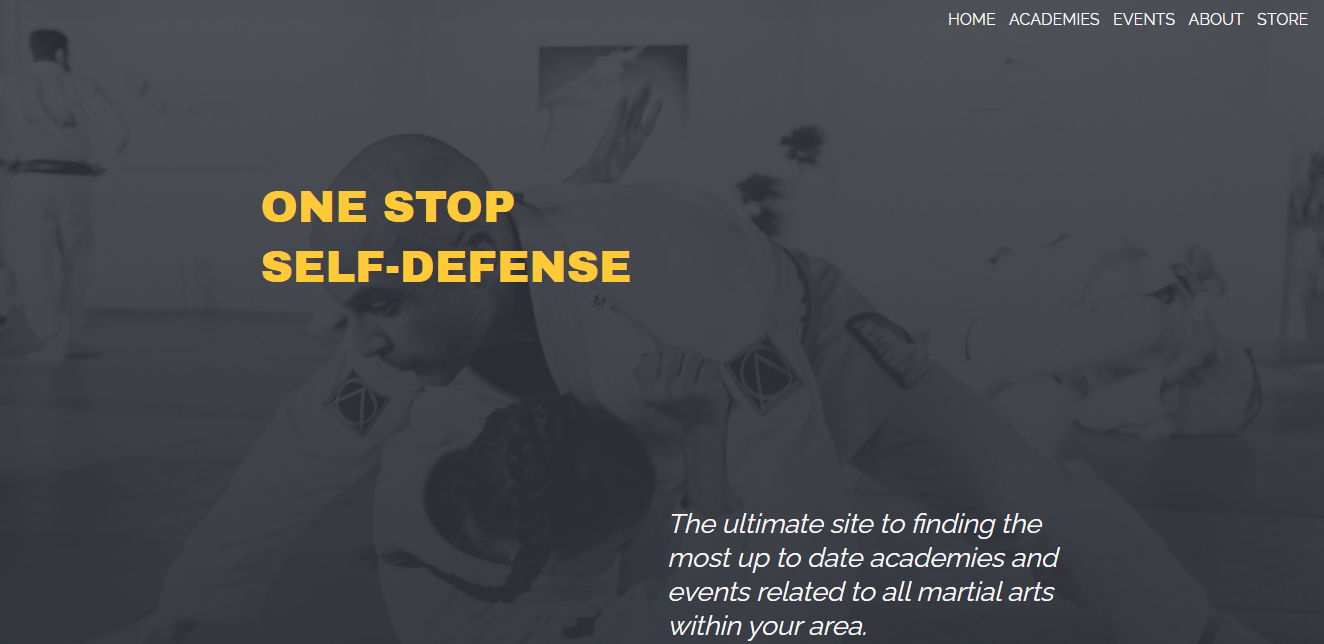 HOME ACADEMIES EVENTS ABOUT STORE
ONE STOP
SELF-DEFENSE
The ultimate site to finding the
most up to date academies and
events related to all martial arts
within your area.